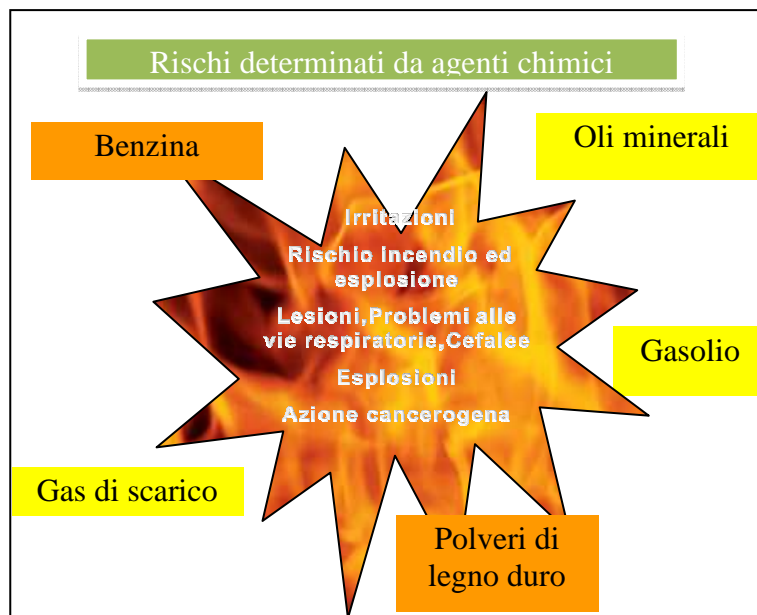 Rischi determinati da agenti chimici
Benzina
Oli minerali
Irritazioni
Rischio incendio ed
esplosione
Lesioni,Problemi alle
vie respiratorie,Cefalee
Esplosioni
Azione cancerogena
Gasolio
Gas di scarico
Polveri di
legno duro